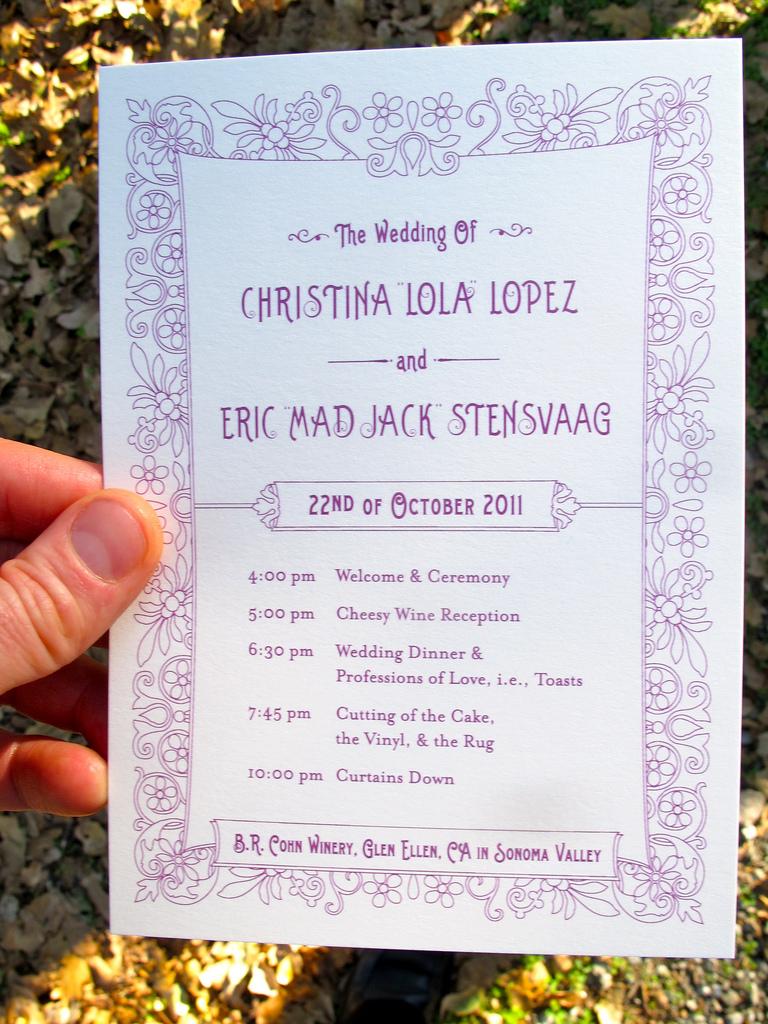 The Wedding Of
CHRISTINA "LOLA" LOPEZ
and
ERIC "MAD JACK" STENSVAAG
22ND OF OCTOBER 2011
4:00 pm Welcome & Ceremony
5:00 pm Cheesy Wine Reception
6:30 pm Wedding Dinner &
Professions of Love, i.e., Toasts
7:45 pm Cutting of the Cake,
the Vinyl, & the Rug
10:00 pm Curtains Down
B.R. COHN WINERY, GLEN ELLEN, CA IN SONOMA VALLEY